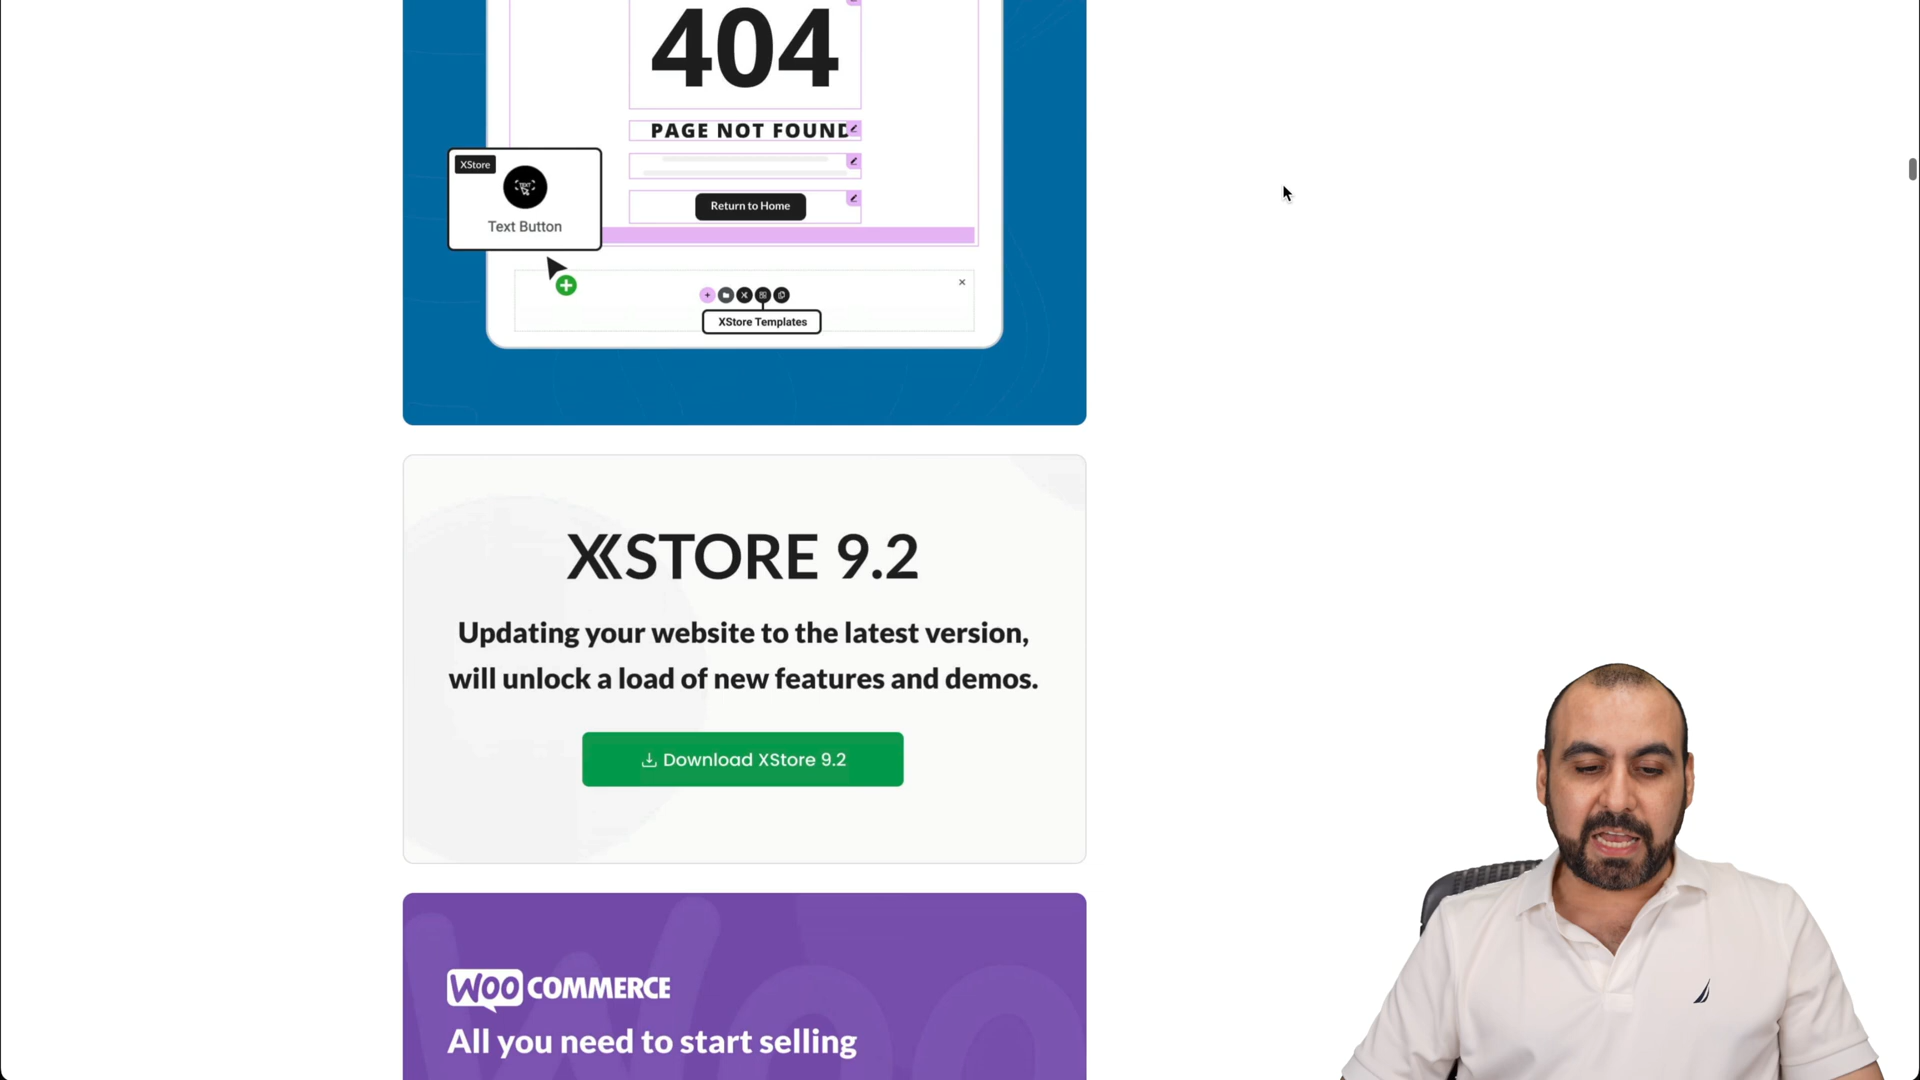 404
PAGE NOT FOUND
XStore
TEXT
Text Button
Return to Home
XStore Templates
XSTORE 9.2
Updating your website to the latest version,
will unlock a load of new features and demos.
Download XStore 9.2
WOO COMMERCE
All you need to start selling